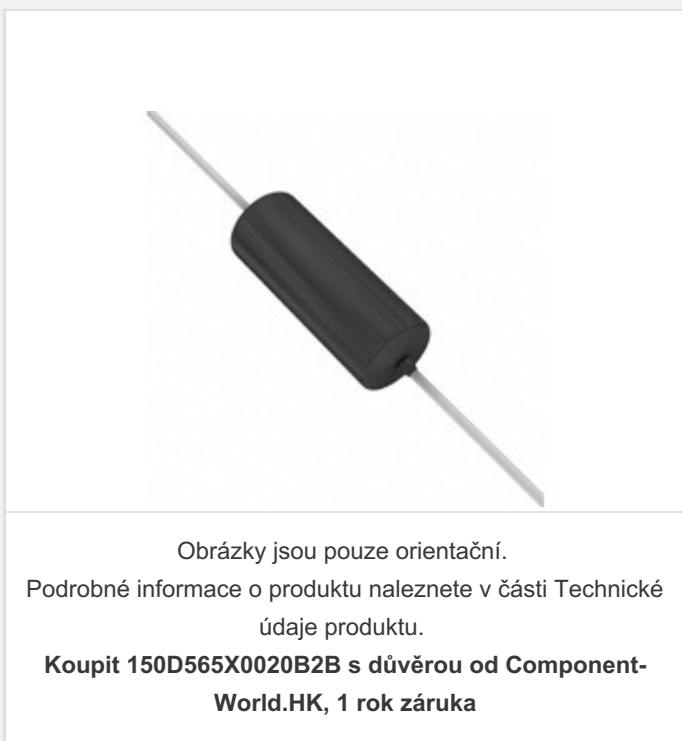 Obrázky jsou pouze orientační.
Podrobné informace o produktu naleznete v části Technické
údaje produktu.
Koupit 150D565X0020B2B s důvěrou od Component-
World.HK, 1 rok záruka